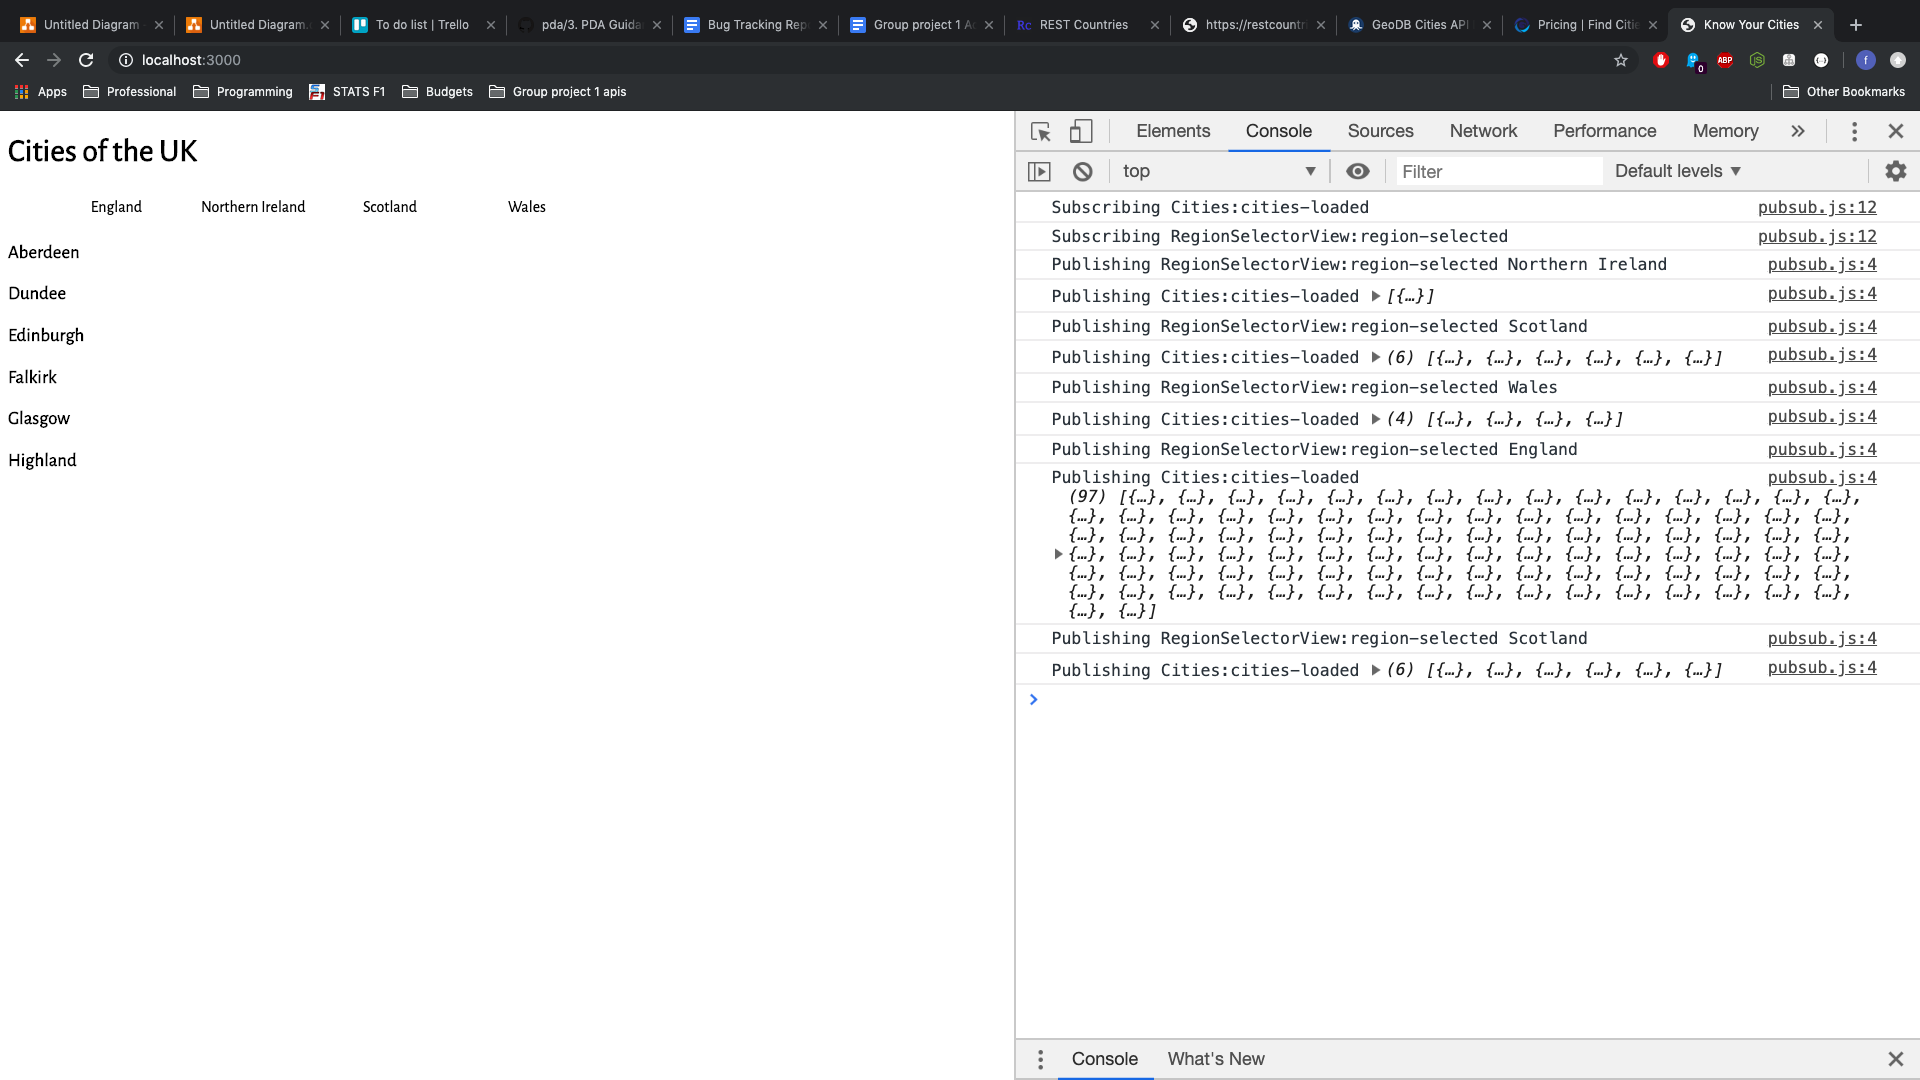 Untitled Diagram
Untitled Diagram.
To do list | Trello
pda/3. PDA Guida
Bug Tracking Rep
Group project 1 A
REST Countries
https://restcount
GeoDB Cities API
Pricing | Find Citie
Know Your Cities
localhost:3000
ABP
0
f
Apps
Professional
Programming
STATS F1
Budgets
Group project 1 apis
Other Bookmarks
Cities of the UK
England Northern Ireland Scotland Wales
Aberdeen
Dundee
Edinburgh
Falkirk
Glasgow
Highland
Elements Console Sources Network Performance Memory »
top Filter Default levels
Subscribing Cities:cities-loaded pubsub.js:12
Subscribing RegionSelectorView:region-selected pubsub.js:12
Publishing RegionSelectorView:region-selected Northern Ireland pubsub.js:4
Publishing Cities:cities-loaded ▶[{…}] pubsub.js:4
Publishing RegionSelectorView:region-selected Scotland pubsub.js:4
Publishing Cities:cities-loaded ▶(6) [{…}, {…}, {…}, {…}, {…}, {…}] pubsub.js:4
Publishing RegionSelectorView:region-selected Wales pubsub.js:4
Publishing Cities:cities-loaded ▶(4) [{…}, {…}, {…}, {…}] pubsub.js:4
Publishing RegionSelectorView:region-selected England pubsub.js:4
Publishing Cities:cities-loaded pubsub.js:4
(97) [{…}, {…}, {…}, {…}, {…}, {…}, {…}, {…}, {…}, {…}, {…}, {…}, {…}, {…}, {…},
{…}, {…}, {…}, {…}, {…}, {…}, {…}, {…}, {…}, {…}, {…}, {…}, {…}, {…}, {…}, {…},
{…}, {…}, {…}, {…}, {…}, {…}, {…}, {…}, {…}, {…}, {…}, {…}, {…}, {…}, {…}, {…},
▶{…}, {…}, {…}, {…}, {…}, {…}, {…}, {…}, {…}, {…}, {…}, {…}, {…}, {…}, {…}, {…},
{…}, {…}, {…}, {…}, {…}, {…}, {…}, {…}, {…}, {…}, {…}, {…}, {…}, {…}, {…}, {…},
{…}, {…}, {…}, {…}, {…}, {…}, {…}, {…}, {…}, {…}, {…}, {…}, {…}, {…}, {…}, {…},
{…}, {…}]
Publishing RegionSelectorView:region-selected Scotland pubsub.js:4
Publishing Cities:cities-loaded ▶(6) [{…}, {…}, {…}, {…}, {…}, {…}] pubsub.js:4
Console What's New